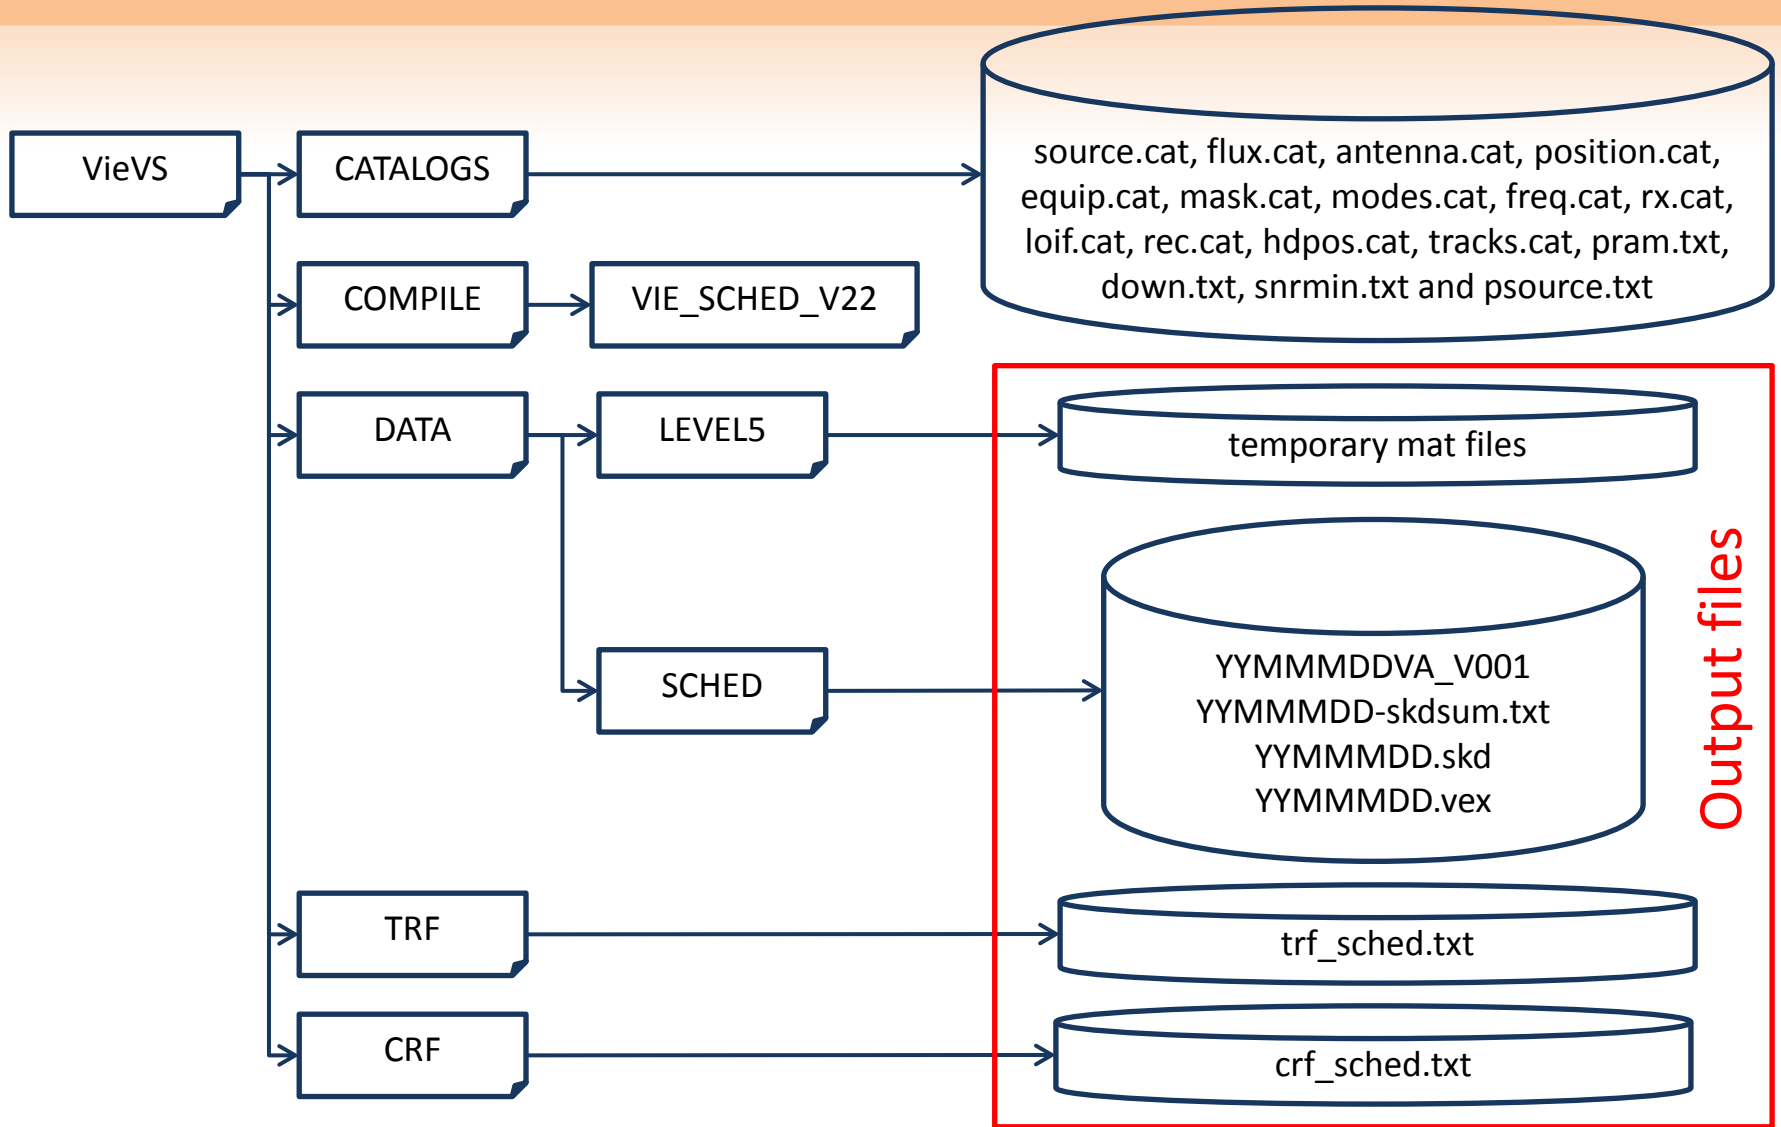 VieVS
CATALOGS
source.cat, flux.cat, antenna.cat, position.cat,
equip.cat, mask.cat, modes.cat, freq.cat, rx.cat,
loif.cat, rec.cat, hdpos.cat, tracks.cat, pram.txt,
down.txt, snrmin.txt and psource.txt
COMPILE
VIE_SCHED_V22
DATA
LEVEL5
temporary mat files
SCHED
YYMMMDDVA_V001
YYMMMDD-skdsum.txt
YYMMMDD.skd
YYMMMDD.vex
Output files
TRF
trf_sched.txt
CRF
crf_sched.txt